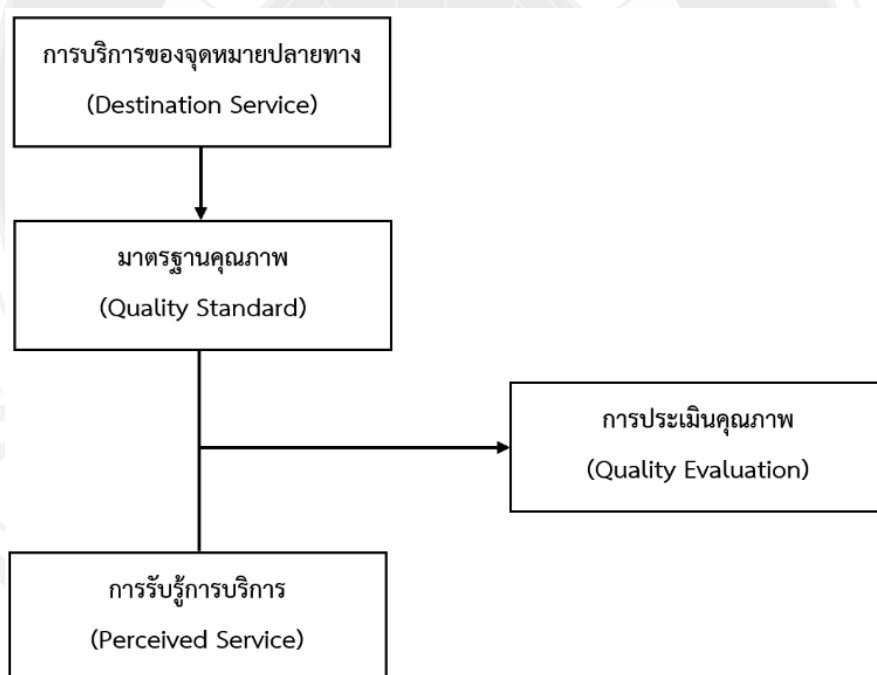 การบริการของจุดหมายปลายทาง
(Destination Service)
มาตรฐานคุณภาพ
(Quality Standard)
การประเมินคุณภาพ
(Quality Evaluation)
การรับรู้การบริการ
(Perceived Service)